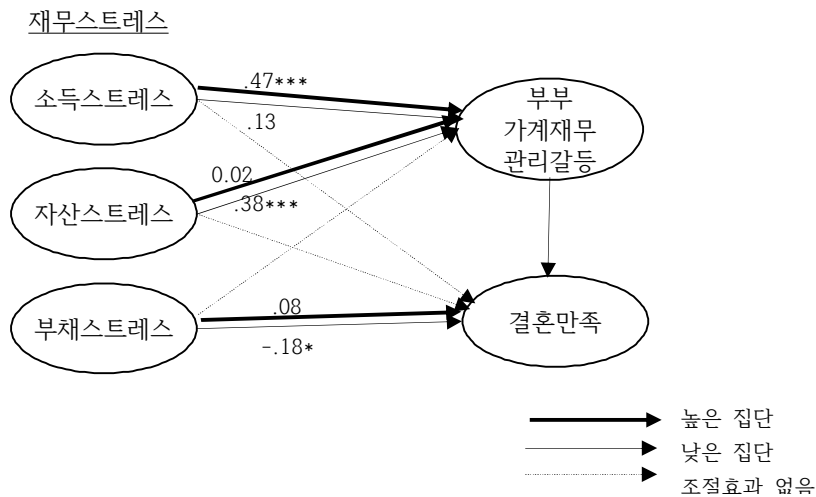 재무스트레스
소득스트레스
.47***
.13
부부
가계재무
관리갈등
자산스트레스
0.02
.38***
부채스트레스
.08
-.18*
결혼만족
높은 집단
낮은 집단
조절효과 없음